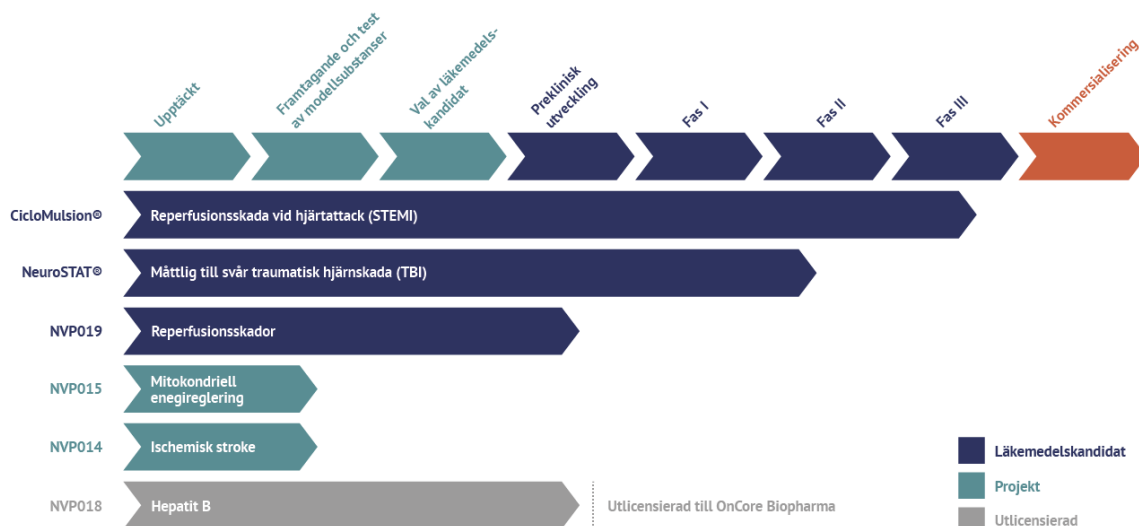 Upptäckt
Framtagande och test
av modellsubstanser
Val av läkemedels-
kandidat
Preklinisk
utveckling
Fas I
Fas II
Fas III
Kommersialisering
CicloMulsion®
Reperfusionsskada vid hjärtattack (STEMI)
NeuroSTAT®
Måttlig till svår traumatisk hjärnskada (TBI)
NVP019
Reperfusionsskador
NVP015
Mitokondriell
enegireglering
NVP014
Ischemisk stroke
NVP018
Hepatit B
Utlicensierad till OnCore Biopharma
Läkemedelskandidat
Projekt
Utlicensierad